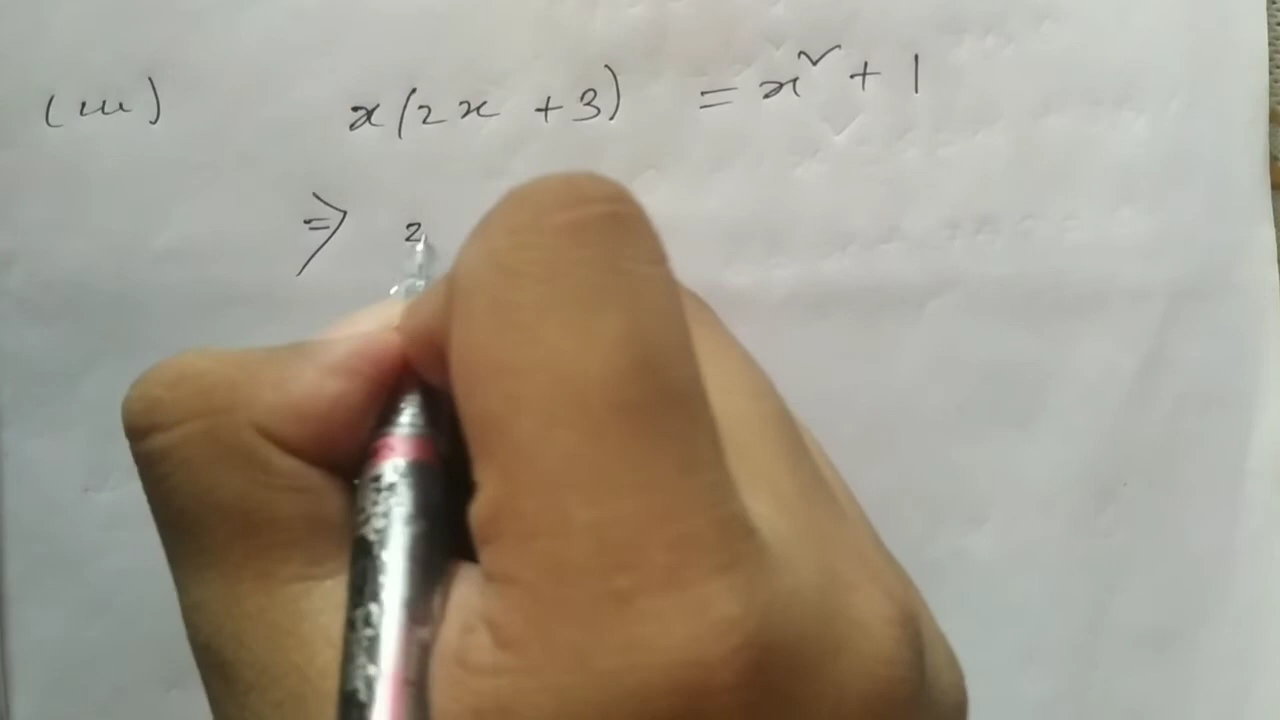 (iii) x(2x + 3) = x² + 1
⇒ 2